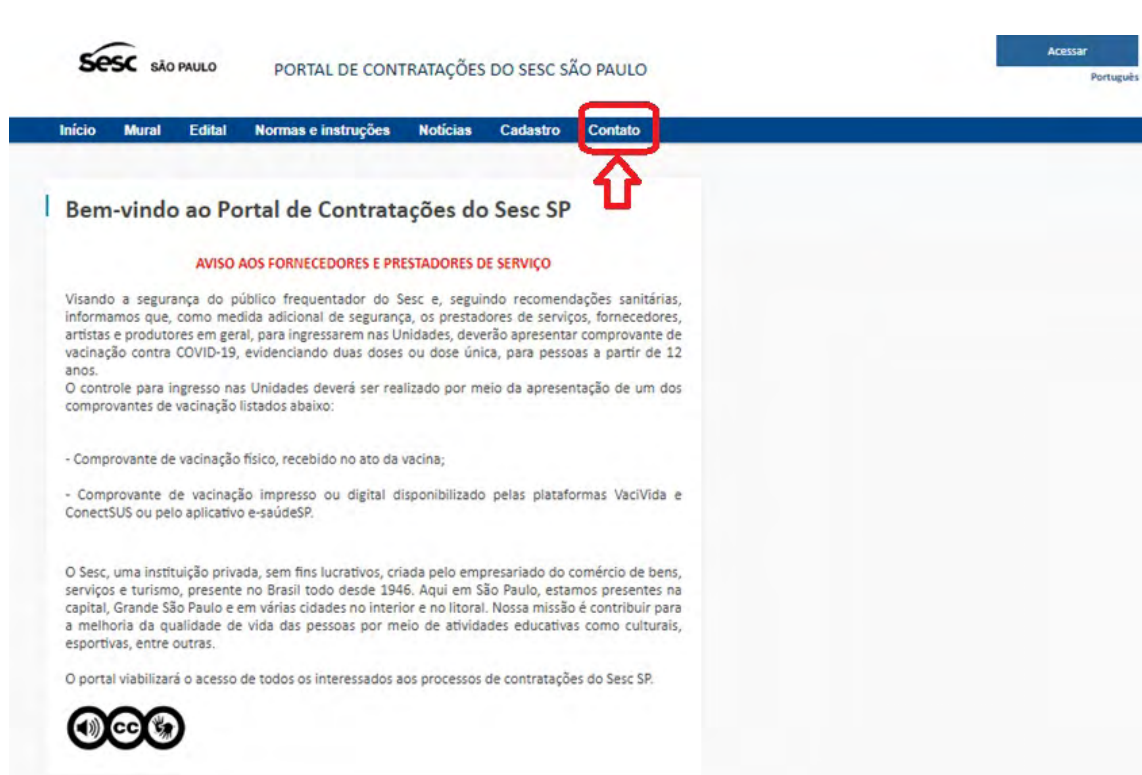 Sesc SÃO PAULO
PORTAL DE CONTRATAÇÕES DO SESC SÃO PAULO
Acessar
Português
Início Mural Edital Normas e instruções Notícias Cadastro Contato
Bem-vindo ao Portal de Contratações do Sesc SP
AVISO AOS FORNECEDORES E PRESTADORES DE SERVIÇO
Visando a segurança do público frequentador do Sesc e, seguindo recomendações sanitárias,
informamos que, como medida adicional de segurança, os prestadores de serviços, fornecedores,
artistas e produtores em geral, para ingressarem nas Unidades, deverão apresentar comprovante de
vacinação contra COVID-19, evidenciando duas doses ou dose única, para pessoas a partir de 12
anos.
O controle para ingresso nas Unidades deverá ser realizado por meio da apresentação de um dos
comprovantes de vacinação listados abaixo:
- Comprovante de vacinação físico, recebido no ato da vacina;
- Comprovante de vacinação impresso ou digital disponibilizado pelas plataformas VaciVida e
ConectSUS ou pelo aplicativo e-saúdeSP.
O Sesc, uma instituição privada, sem fins lucrativos, criada pelo empresariado do comércio de bens,
serviços e turismo, presente no Brasil todo desde 1946. Aqui em São Paulo, estamos presentes na
capital, Grande São Paulo e em várias cidades no interior e no litoral. Nossa missão é contribuir para
a melhoria da qualidade de vida das pessoas por meio de atividades educativas como culturais,
esportivas, entre outras.
O portal viabilizará o acesso de todos os interessados aos processos de contratações do Sesc SP.
CC